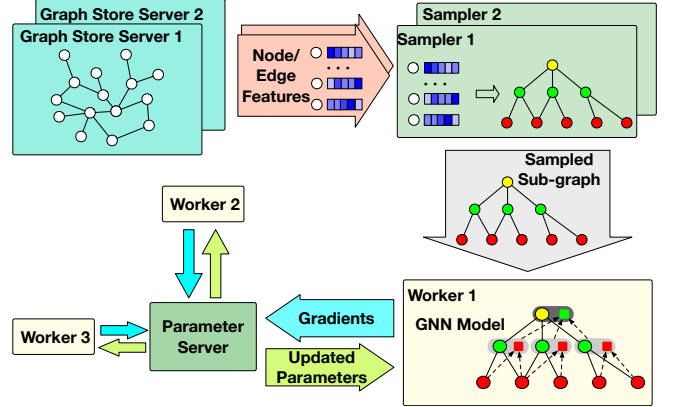 Graph Store Server 2
Graph Store Server 1
Node/
Edge
Features
Sampler 2
Sampler 1
Sampled
Sub-graph
Worker 2
Worker 3
Parameter
Server
Gradients
Updated
Parameters
Worker 1
GNN Model